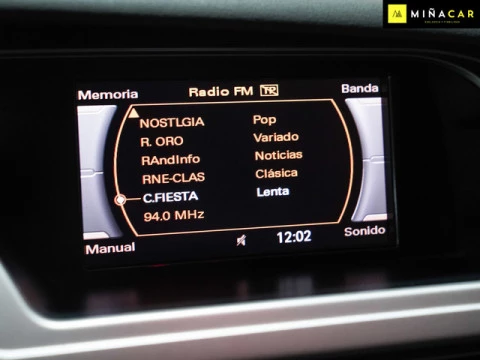 MIÑACAR
Memoria Radio FM TP Banda
NOSTLGIA Pop
R. ORO Variado
RAndInfo Noticias
RNE-CLAS Clásica
C.FIESTA Lenta
94.0 MHz
Manual 12:02 Sonido